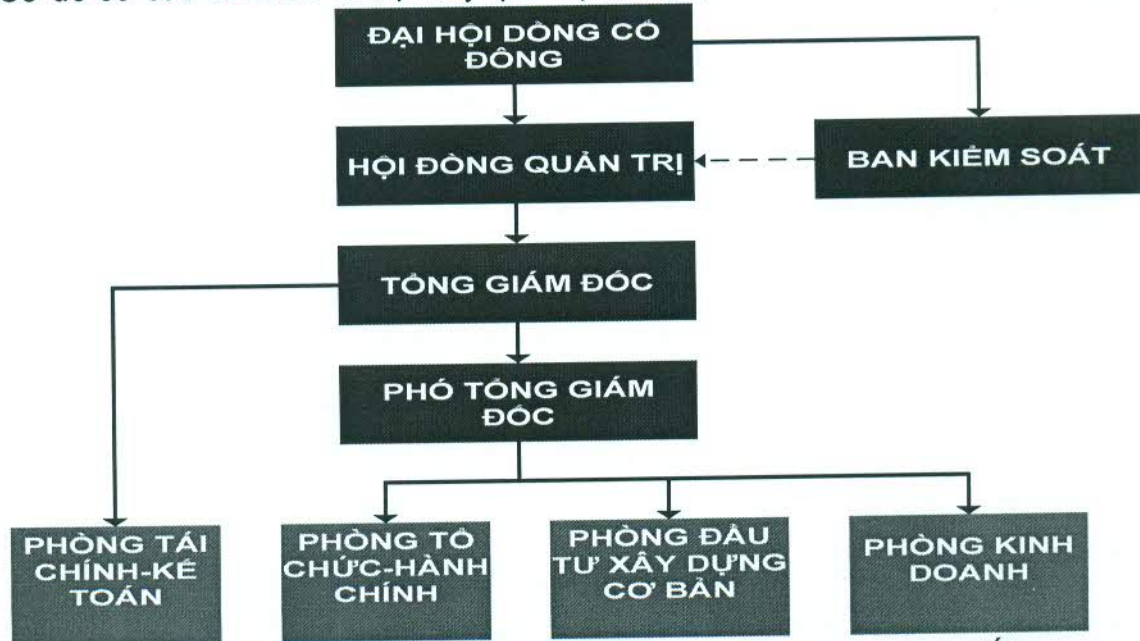 ĐẠI HỘI DÒNG CỔ
ĐÔNG
HỘI ĐỒNG QUẢN TRỊ
BAN KIỂM SOÁT
TỔNG GIÁM ĐỐC
PHÓ TỔNG GIÁM
ĐỐC
PHÒNG TÁI
CHÍNH-KẾ
TOÁN
PHÒNG TỔ
CHỨC-HÀNH
CHÍNH
PHÒNG ĐẦU
TƯ XÂY DỰNG
CƠ BẢN
PHÒNG KINH
DOANH